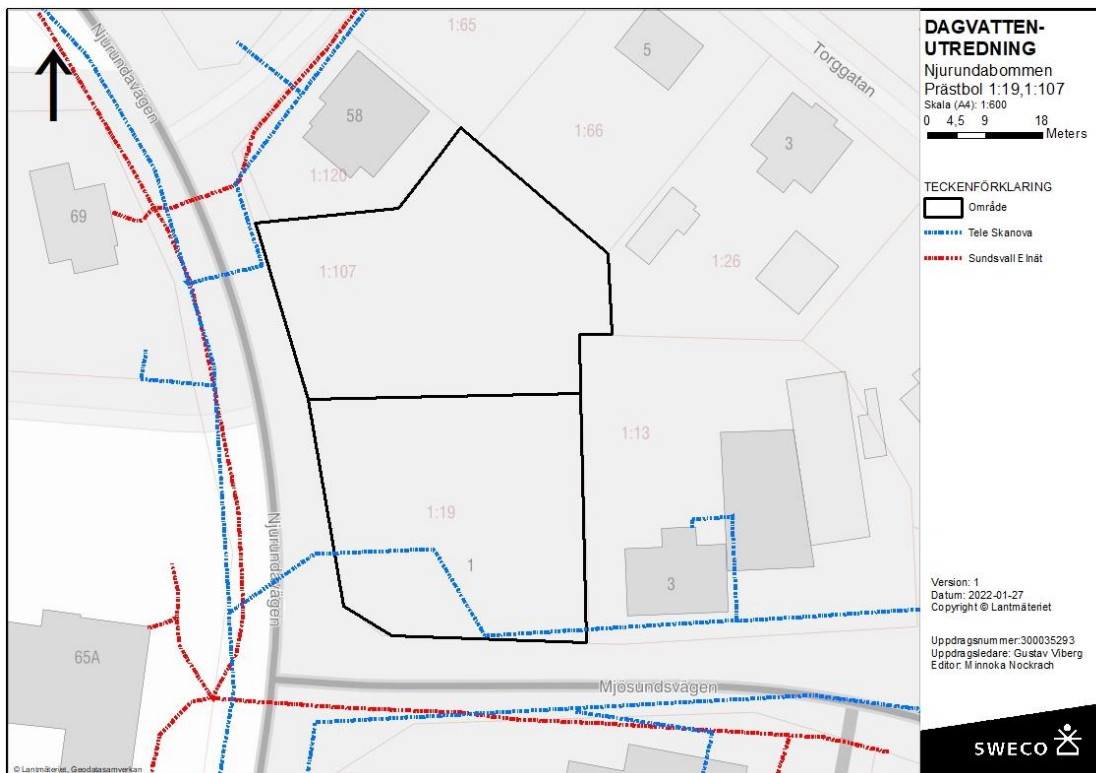 DAGVATTEN-
UTREDNING
Njurundabommen
Prästbol 1:19,1:107
Skala (A4): 1:600
0 4,5 9 18
Meters
TECKENFÖRKLARING
Område
Tele Skanova
Sundsvall Elnät
Version: 1
Datum: 2022-01-27
Copyright © Lantmäteriet
Uppdragsnummer:300035293
Uppdragsledare: Gustav Viberg
Editor: Minnoka Nockrach
SWECO
Njurundavägen
1:65
5
Torggatan
58
1:66
3
1:120
69
1:107
1:26
1:13
1:19
Njurundavägen
1
3
65A
Mjösundsvägen
© Lantmäteriet, Geodatasamverkan